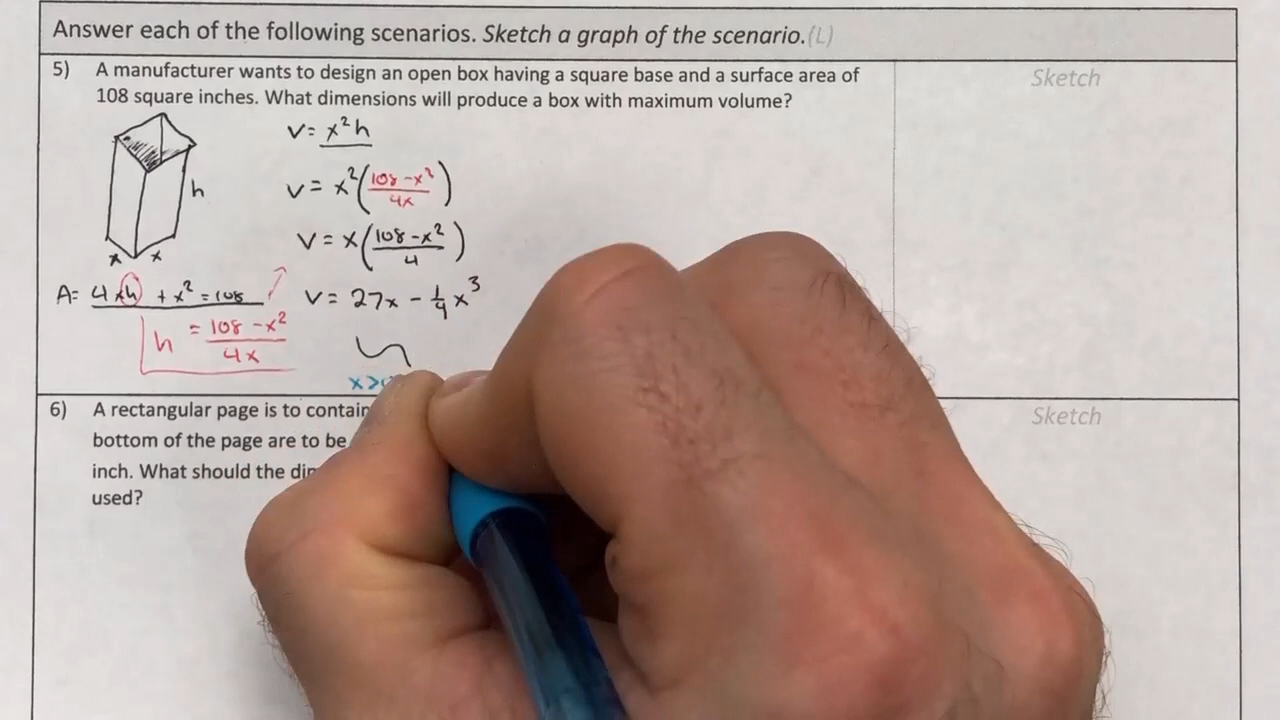 Answer each of the following scenarios. Sketch a graph of the scenario. (L)
5) A manufacturer wants to design an open box having a square base and a surface area of
108 square inches. What dimensions will produce a box with maximum volume?
Sketch
V = x²h
h
V = x²(108 - x²/4x)
x x
V = x(108 - x²/4)
A = 4xh + x² = 108
V = 27x - 1/4 x³
h = 108 - x²/4x
x >
6) A rectangular page is to contain
Sketch
bottom of the page are to be
inch. What should the
used?